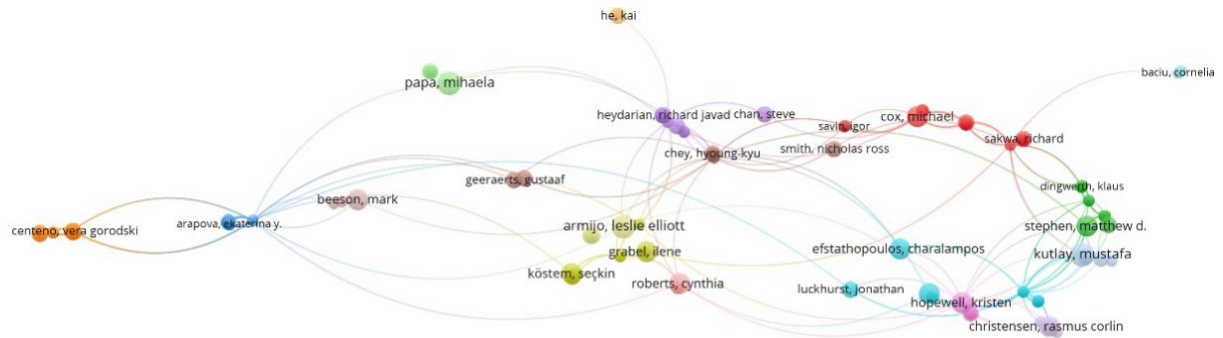 he, kai
baciu, cornelia
papa, mihaela
heydarian, richard javad
chan, steve
savin, igor
cox, michael
sakwa, richard
chey, hyoung-kyu
smith, nicholas ross
geeraerts, gustaaf
dingwerth, klaus
beeson, mark
centeno, vera gorodski
arapova, ekaterina y.
armijo, leslie elliott
stephen, matthew d.
efstathopoulos, charalampos
grabel, ilene
kutlay, mustafa
köstem, seçkin
roberts, cynthia
luckhurst, jonathan
hopewell, kristen
christensen, rasmus corlin